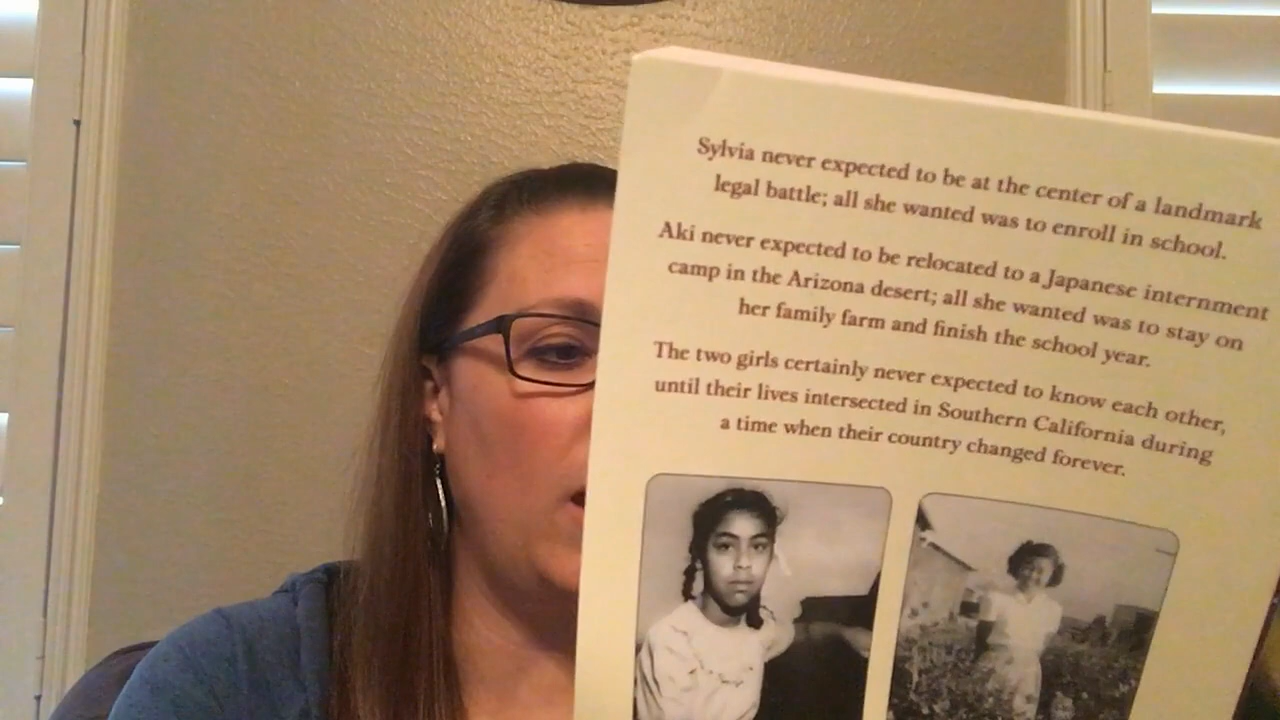 Sylvia never expected to be at the center of a landmark
legal battle; all she wanted was to enroll in school.
Aki never expected to be relocated to a Japanese internment
camp in the Arizona desert; all she wanted was to stay on
her family farm and finish the school year.
The two girls certainly never expected to know each other,
until their lives intersected in Southern California during
a time when their country changed forever.